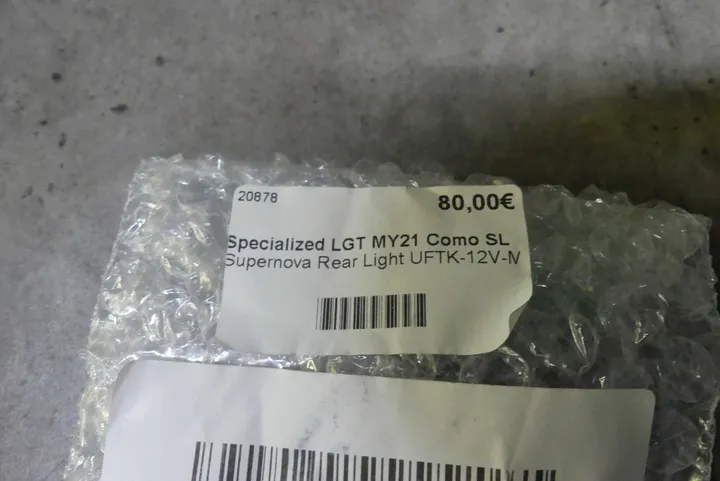 20878
80,00€
Specialized LGT MY21 Como SL
Supernova Rear Light UFTK-12V-M